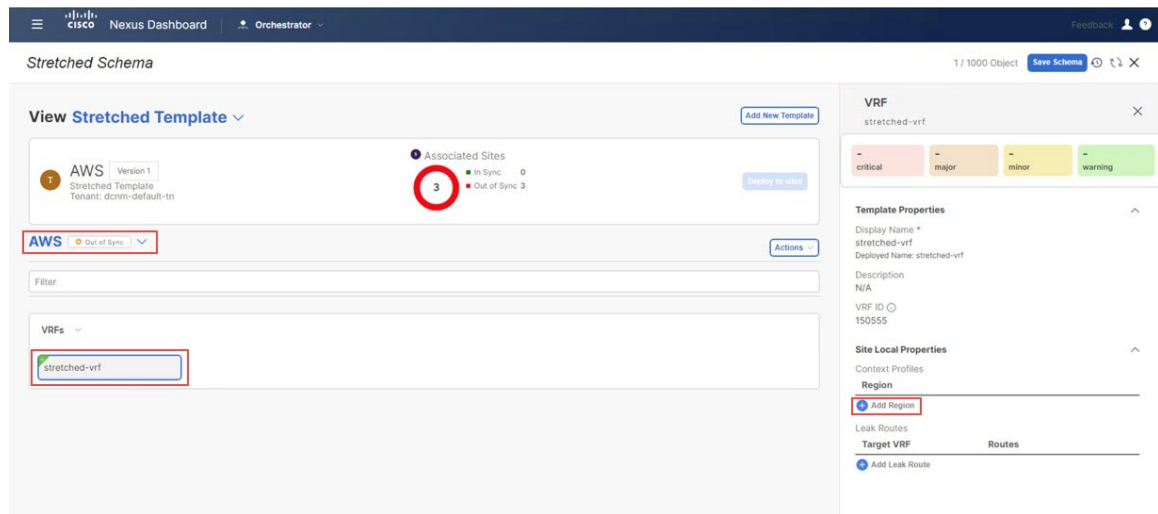 CISCO Nexus Dashboard Orchestrator Feedback
Stretched Schema 1 / 1000 Object Save Schema
View Stretched Template Add New Template
AWS Version 1
T
Stretched Template
Tenant: dcnm-default-tn
Associated Sites
3
In Sync 0
Out of Sync 3
Deploy to sites
AWS Out of Sync
Actions
Filter
VRFs
stretched-vrf
VRF
stretched-vrf
- - - -
critical major minor warning
Template Properties
Display Name *
stretched-vrf
Deployed Name: stretched-vrf
Description
N/A
VRF ID
150555
Site Local Properties
Context Profiles
Region
Add Region
Leak Routes
Target VRF Routes
Add Leak Route